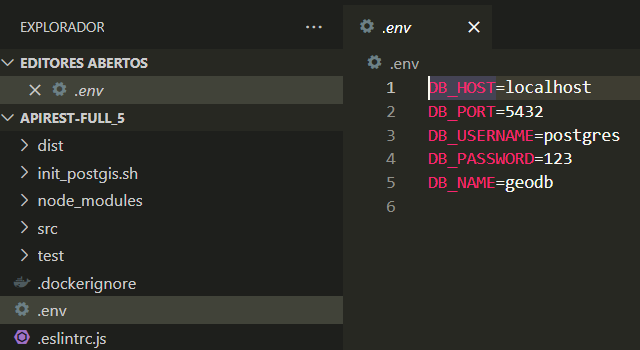 EXPLORADOR
EDITORES ABERTOS
.env
APIREST-FULL_5
dist
init_postgis.sh
node_modules
src
test
.dockerignore
.env
.eslintrc.js
.env
.env
1 DB_HOST=localhost
2 DB_PORT=5432
3 DB_USERNAME=postgres
4 DB_PASSWORD=123
5 DB_NAME=geodb
6